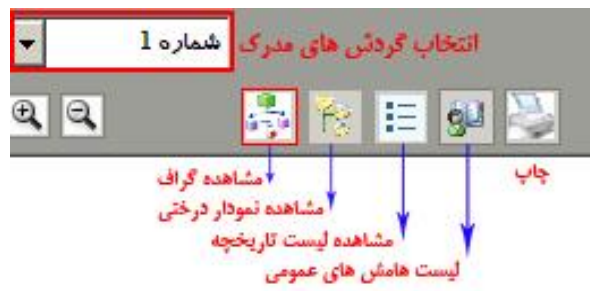 انتخاب گردش های مدرک
شماره 1
چاپ
مشاهده گراف
مشاهده نمودار درختی
مشاهده لیست تاریخچه
لیست هامش های عمومی